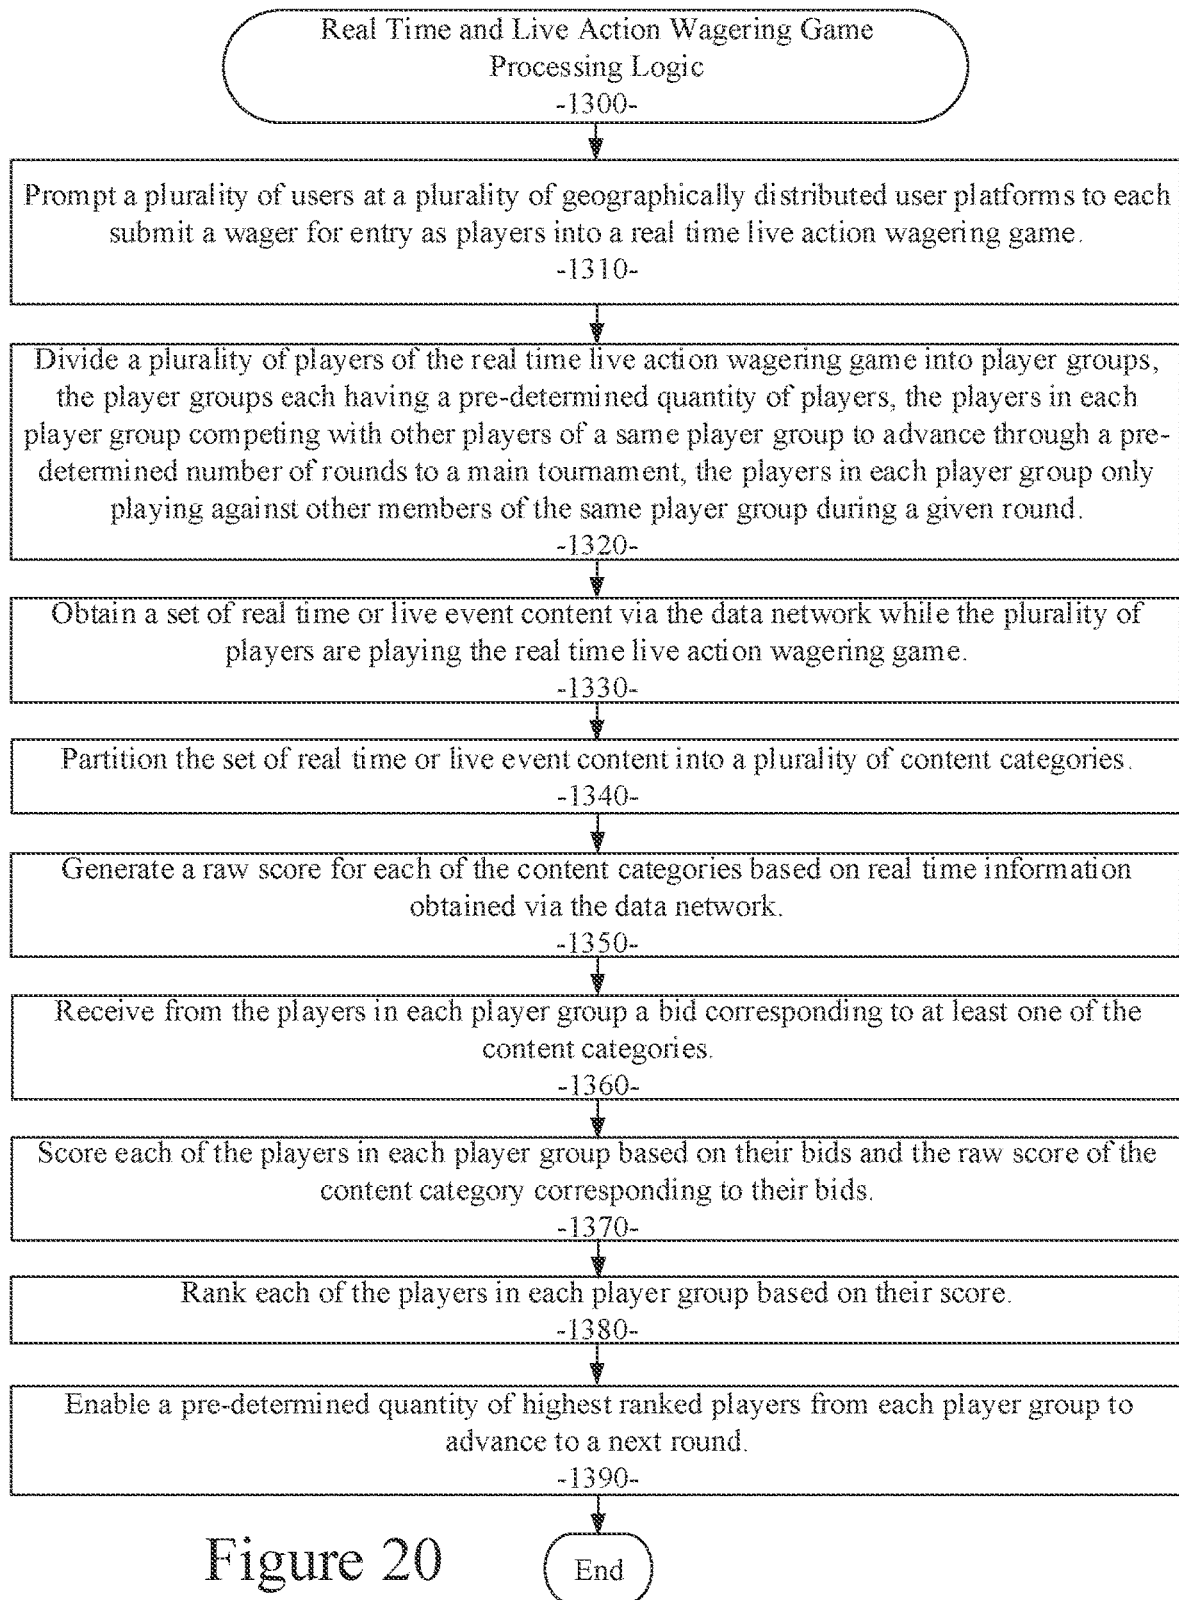 Real Time and Live Action Wagering Game
Processing Logic
-1300-
Prompt a plurality of users at a plurality of geographically distributed user platforms to each
submit a wager for entry as players into a real time live action wagering game.
-1310-
Divide a plurality of players of the real time live action wagering game into player groups,
the player groups each having a pre-determined quantity of players, the players in each
player group competing with other players of a same player group to advance through a pre-
determined number of rounds to a main tournament, the players in each player group only
playing against other members of the same player group during a given round.
-1320-
Obtain a set of real time or live event content via the data network while the plurality of
players are playing the real time live action wagering game.
-1330-
Partition the set of real time or live event content into a plurality of content categories.
-1340-
Generate a raw score for each of the content categories based on real time information
obtained via the data network.
-1350-
Receive from the players in each player group a bid corresponding to at least one of the
content categories.
-1360-
Score each of the players in each player group based on their bids and the raw score of the
content category corresponding to their bids.
-1370-
Rank each of the players in each player group based on their score.
-1380-
Enable a pre-determined quantity of highest ranked players from each player group to
advance to a next round.
-1390-
Figure 20
End